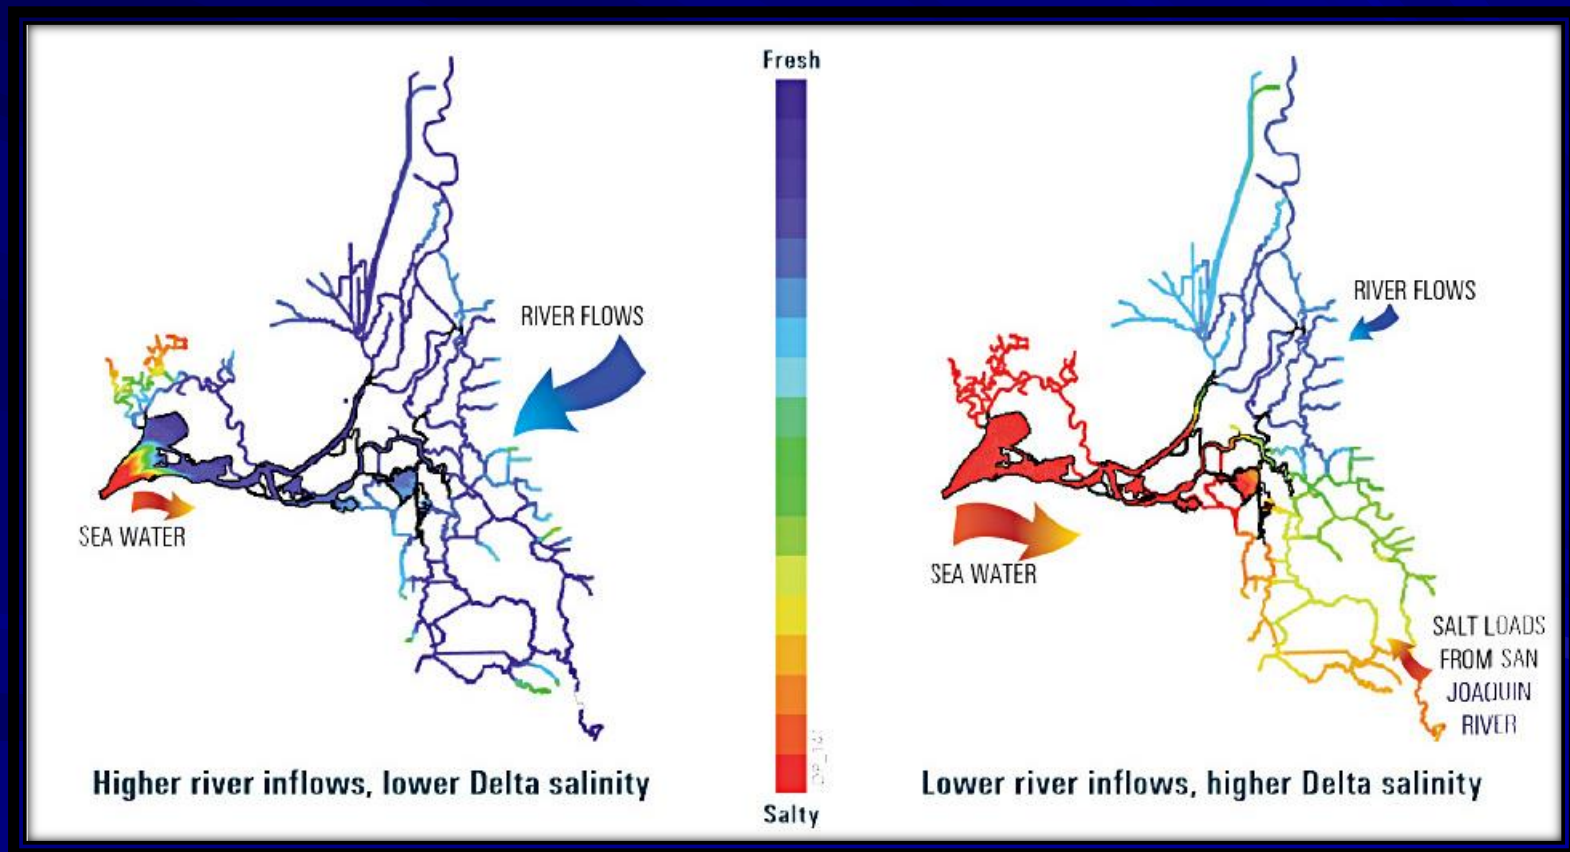 Fresh
RIVER FLOWS
SEA WATER
Higher river inflows, lower Delta salinity
Salty
RIVER FLOWS
SEA WATER
SALT LOADS
FROM SAN
JOAQUIN
RIVER
Lower river inflows, higher Delta salinity